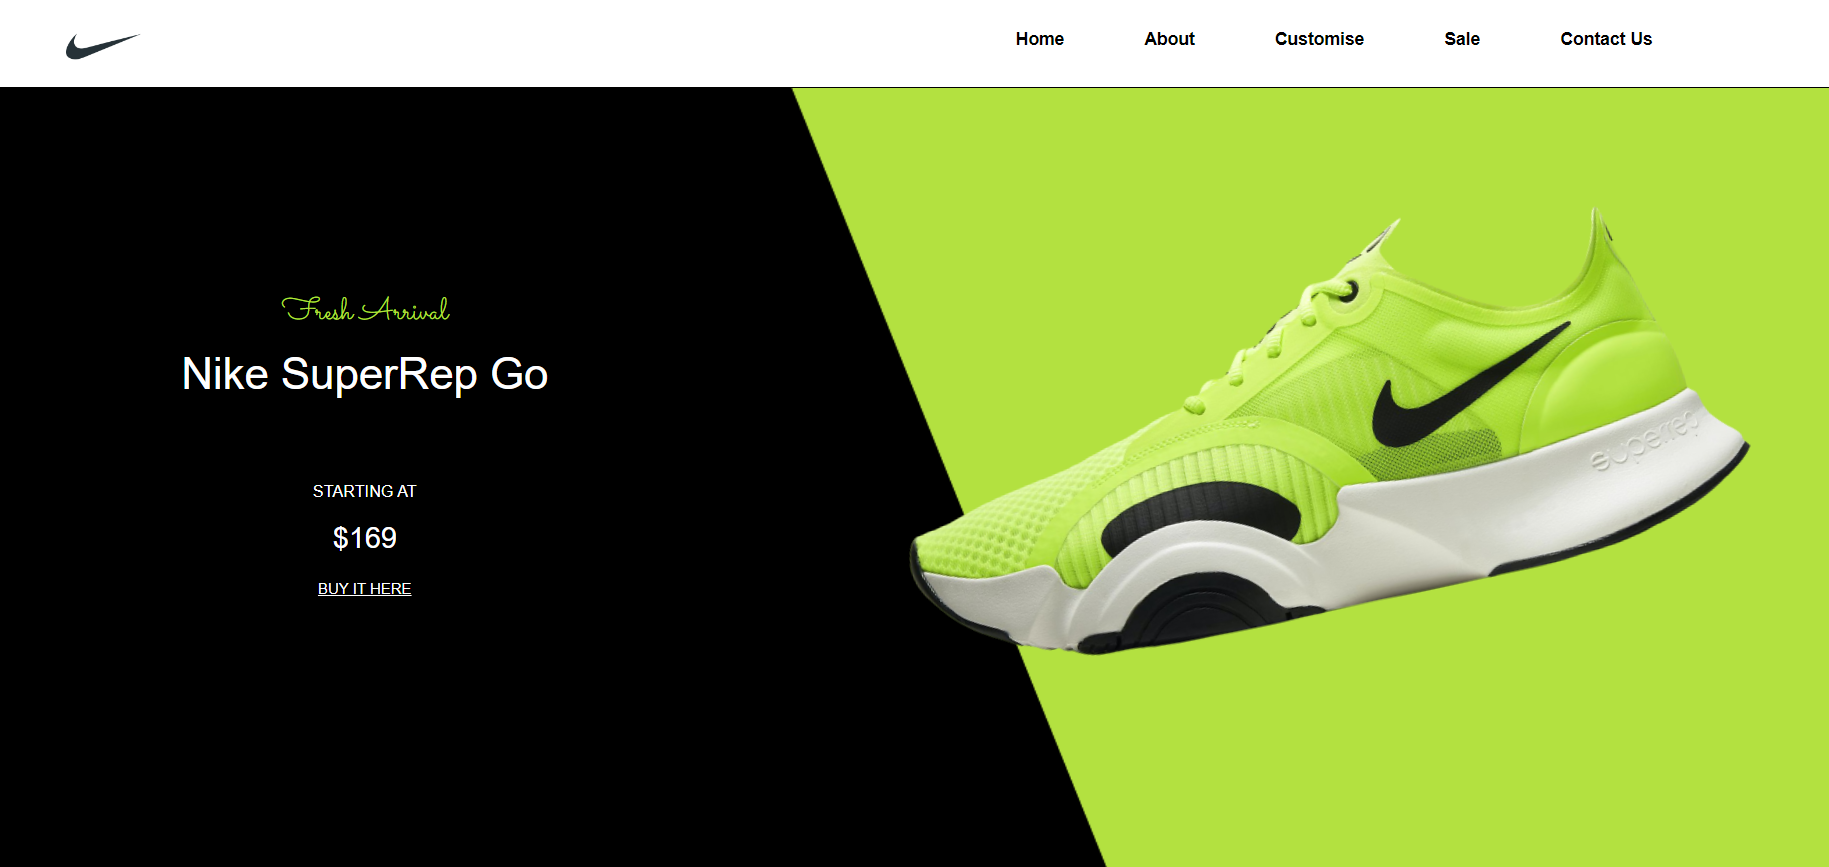 Home About Customise Sale Contact Us
Fresh Arrival
Nike SuperRep Go
STARTING AT
$169
BUY IT HERE
superrep